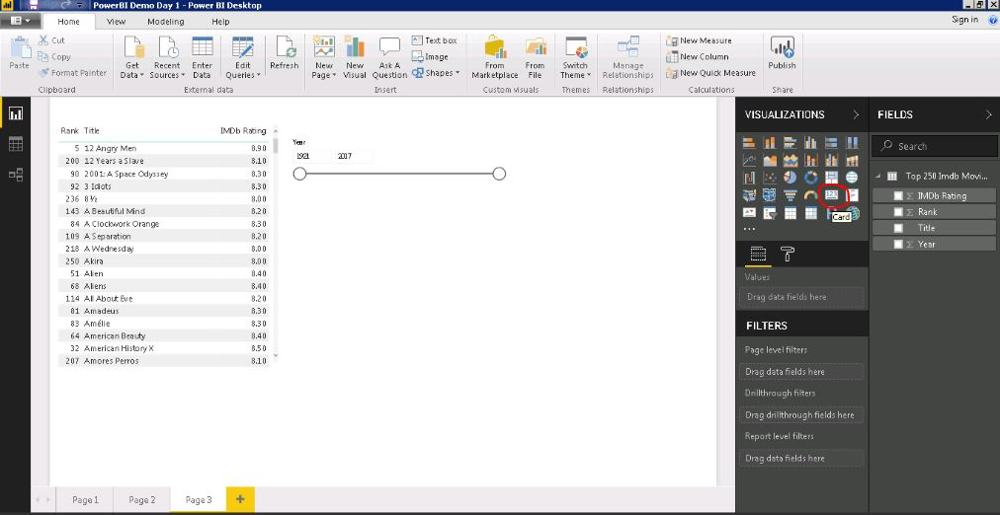 PowerBI Demo Day 1 - Power BI Desktop
Home View Modeling Help
Sign in
Paste
Cut
Copy
Format Painter
Clipboard
Get Data
Recent Sources
Enter Data
Edit Queries
Refresh
External data
New Page
New Visual
Ask A Question
Text box
Image
Shapes
Insert
From Marketplace
From File
Custom visuals
Switch Theme
Themes
Manage Relationships
Relationships
New Measure
New Column
New Quick Measure
Calculations
Publish
Share
Rank Title IMDb Rating
5 12 Angry Men 8.90
200 12 Years a Slave 8.10
90 2001: A Space Odyssey 8.30
92 3 Idiots 8.30
236 8½ 8.00
143 A Beautiful Mind 8.20
84 A Clockwork Orange 8.30
109 A Separation 8.20
218 A Wednesday 8.00
250 Akira 8.00
51 Alien 8.40
68 Aliens 8.40
114 All About Eve 8.20
81 Amadeus 8.30
83 Amélie 8.30
64 American Beauty 8.40
32 American History X 8.50
207 Amores Perros 8.10
Year
1921 2017
VISUALIZATIONS
Card
Values
Drag data fields here
FILTERS
Page level filters
Drag data fields here
Drillthrough filters
Drag drillthrough fields here
Report level filters
Drag data fields here
FIELDS
Search
Top 250 Imdb Movi...
IMDb Rating
Rank
Title
Year
Page 1 Page 2 Page 3